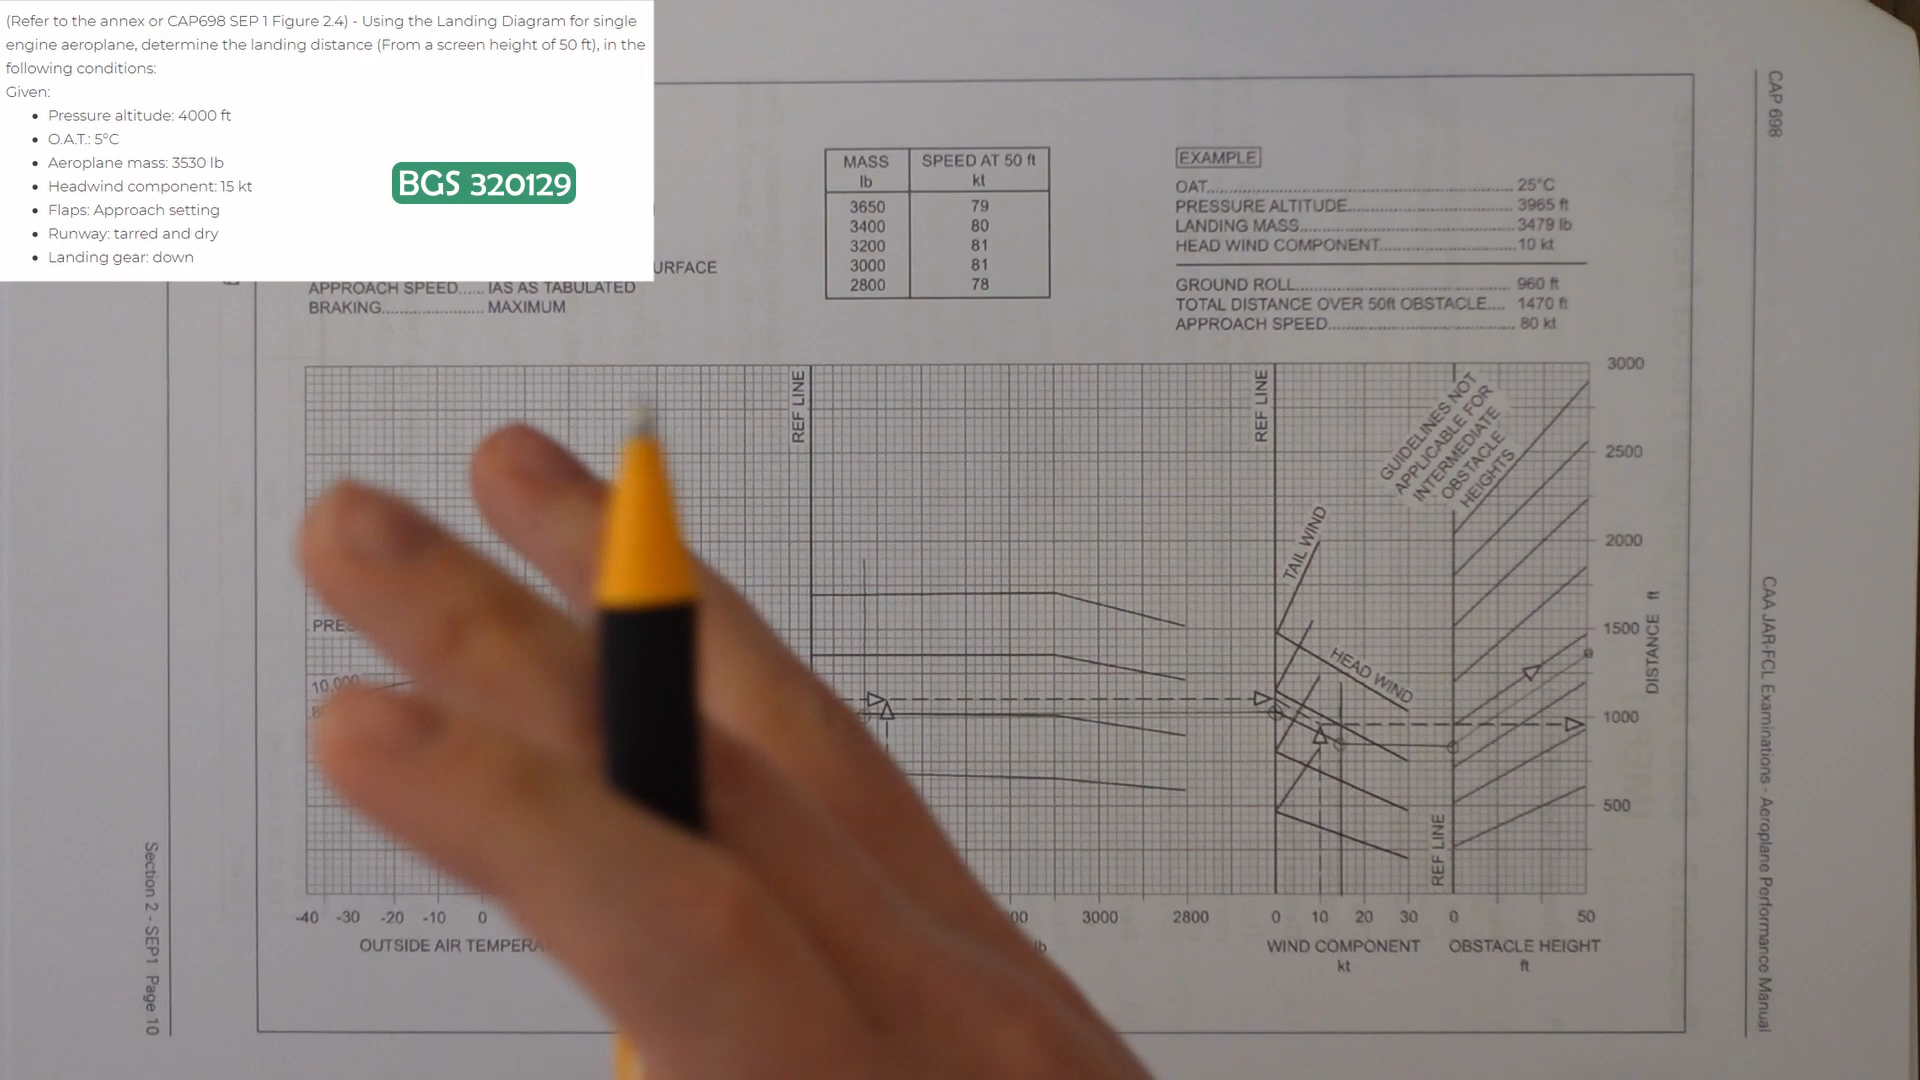 (Refer to the annex or CAP698 SEP 1 Figure 2.4) - Using the Landing Diagram for single
engine aeroplane, determine the landing distance (From a screen height of 50 ft), in the
following conditions:
Given:
• Pressure altitude: 4000 ft
• O.A.T.: 5°C
• Aeroplane mass: 3530 lb
• Headwind component: 15 kt
• Flaps: Approach setting
• Runway: tarred and dry
• Landing gear: down
BGS 320129
URFACE
APPROACH SPEED...... IAS AS TABULATED
BRAKING...................... MAXIMUM
MASS SPEED AT 50 ft
lb kt
3650 79
3400 80
3200 81
3000 81
2800 78
EXAMPLE
OAT.................... 25°C
PRESSURE ALTITUDE.................... 3965 ft
LANDING MASS.................... 3479 lb
HEAD WIND COMPONENT.................... 10 kt
GROUND ROLL.................... 960 ft
TOTAL DISTANCE OVER 50ft OBSTACLE.... 1470 ft
APPROACH SPEED.................... 80 kt
REF LINE
REF LINE
REF LINE
GUIDELINES NOT
APPLICABLE FOR
INTERMEDIATE
OBSTACLE
HEIGHTS
TAIL WIND
HEAD WIND
PRES
10,000
3000
2500
2000
1500
1000
500
DISTANCE ft
-40 -30 -20 -10 0 3000 2800 0 10 20 30 0 50
OUTSIDE AIR TEMPERA lb WIND COMPONENT OBSTACLE HEIGHT
kt ft
CAP 698
CAA JAR-FCL Examinations - Aeroplane Performance Manual
Section 2 - SEP1 Page 10